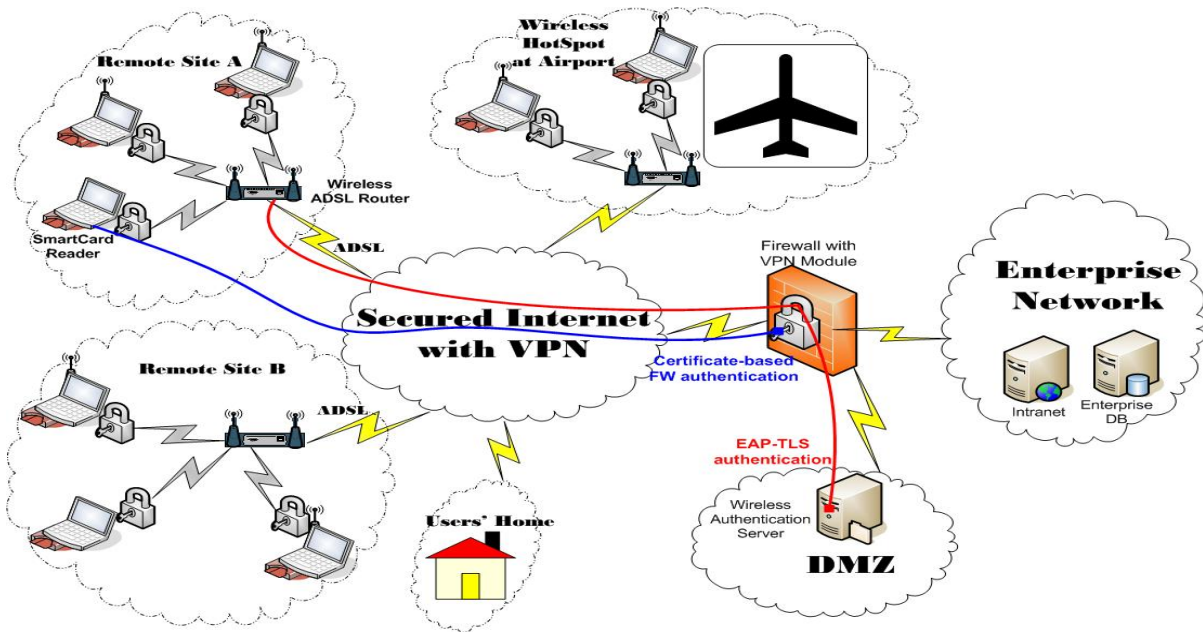 Remote Site A
Wireless
HotSpot
at Airport
Wireless
ADSL Router
SmartCard
Reader
ADSL
Firewall with
VPN Module
Enterprise
Network
Secured Internet
with VPN
Certificate-based
FW authentication
Intranet
Enterprise
DB
Remote Site B
ADSL
EAP-TLS
authentication
Users' Home
Wireless
Authentication
Server
DMZ